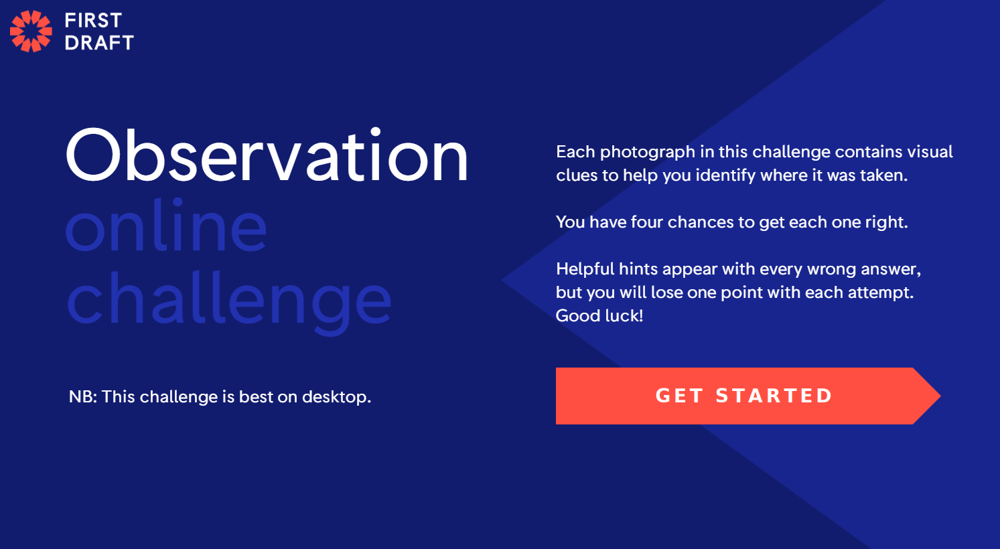 FIRST
DRAFT
Observation
online
challenge
NB: This challenge is best on desktop.
Each photograph in this challenge contains visual
clues to help you identify where it was taken.
You have four chances to get each one right.
Helpful hints appear with every wrong answer,
but you will lose one point with each attempt.
Good luck!
GET STARTED